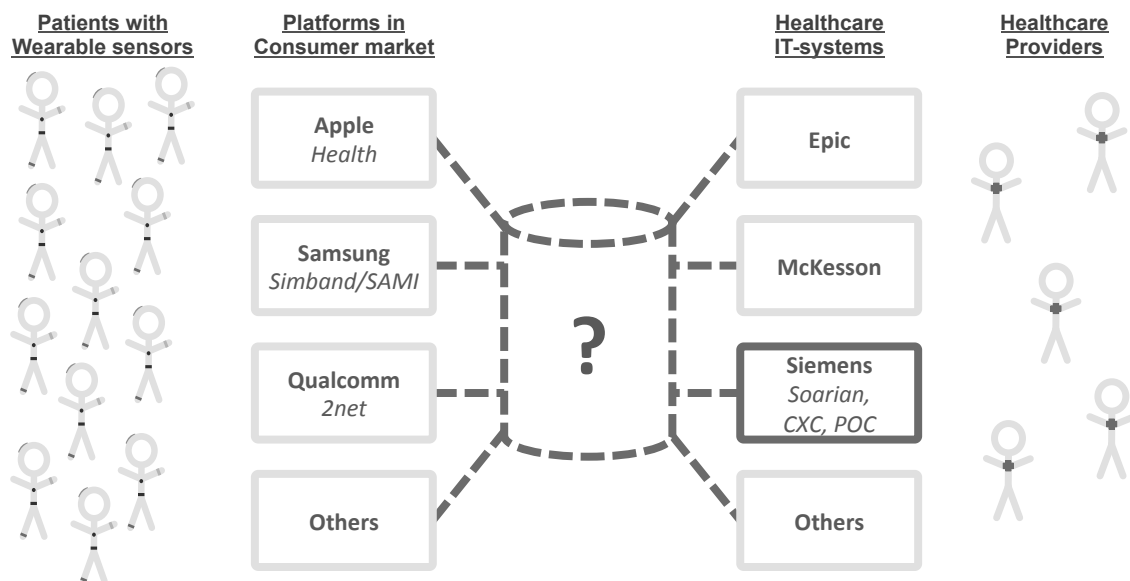 Patients with
Wearable sensors
Platforms in
Consumer market
Healthcare
IT-systems
Healthcare
Providers
Apple
Health
Samsung
Simband/SAMI
Qualcomm
2net
Others
?
Epic
McKesson
Siemens
Soarian,
CXC, POC
Others